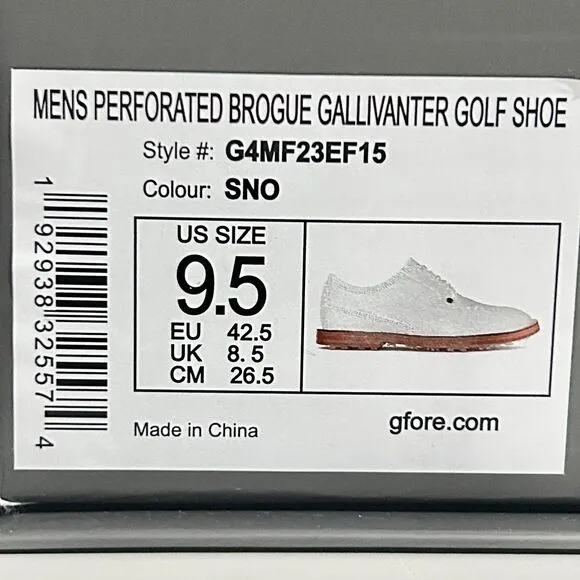 MENS PERFORATED BROGUE GALLIVANTER GOLF SHOE
Style #: G4MF23EF15
Colour: SNO
US SIZE
9.5
EU 42.5
UK 8.5
CM 26.5
Made in China
gfore.com
1 92938 32557 4